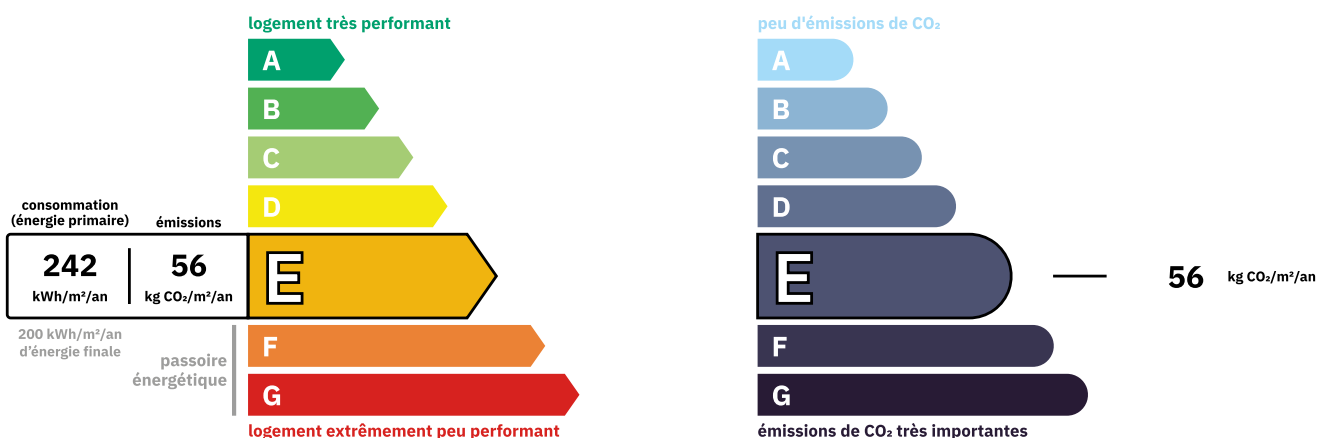 logement très performant
A
B
C
D
consommation
(énergie primaire)
émissions
242
kWh/m²/an
56
kg CO₂/m²/an
E
200 kWh/m²/an
d'énergie finale
passoire
énergétique
F
G
logement extrêmement peu performant
peu d'émissions de CO₂
A
B
C
D
E
56 kg CO₂/m²/an
F
G
émissions de CO₂ très importantes